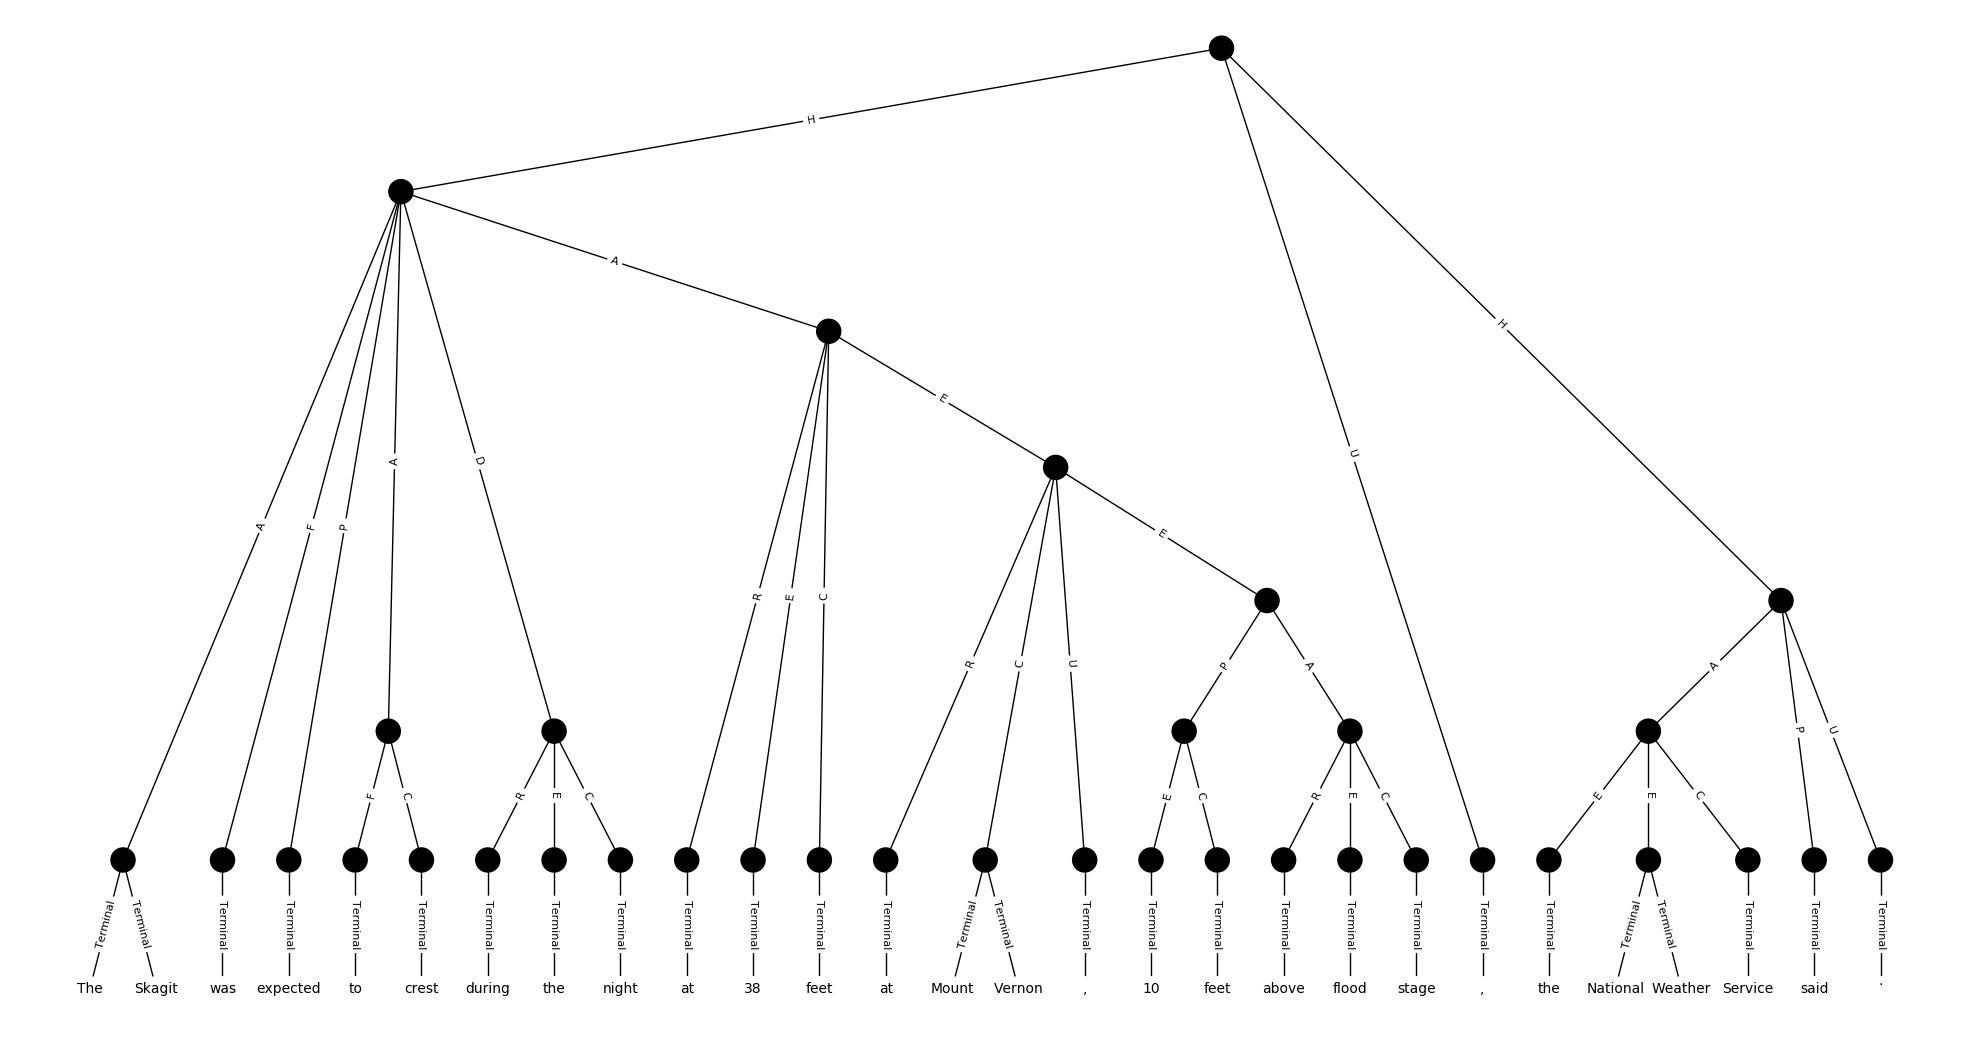 H
A
A
E
F
P
A
D
U
H
R
E
C
E
R
C
U
P
A
A
P
U
F
C
R
E
C
E
C
R
E
C
E
E
C
Terminal Terminal Terminal Terminal Terminal Terminal Terminal Terminal Terminal Terminal Terminal Terminal Terminal Terminal Terminal Terminal Terminal Terminal Terminal Terminal Terminal Terminal Terminal Terminal Terminal Terminal Terminal Terminal
The Skagit was expected to crest during the night at 38 feet at Mount Vernon , 10 feet above flood stage , the National Weather Service said .